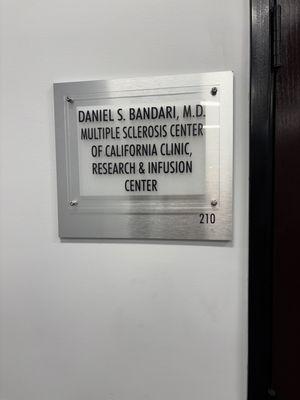 DANIEL S. BANDARI, M.D.
MULTIPLE SCLEROSIS CENTER
OF CALIFORNIA CLINIC,
RESEARCH & INFUSION
CENTER
210